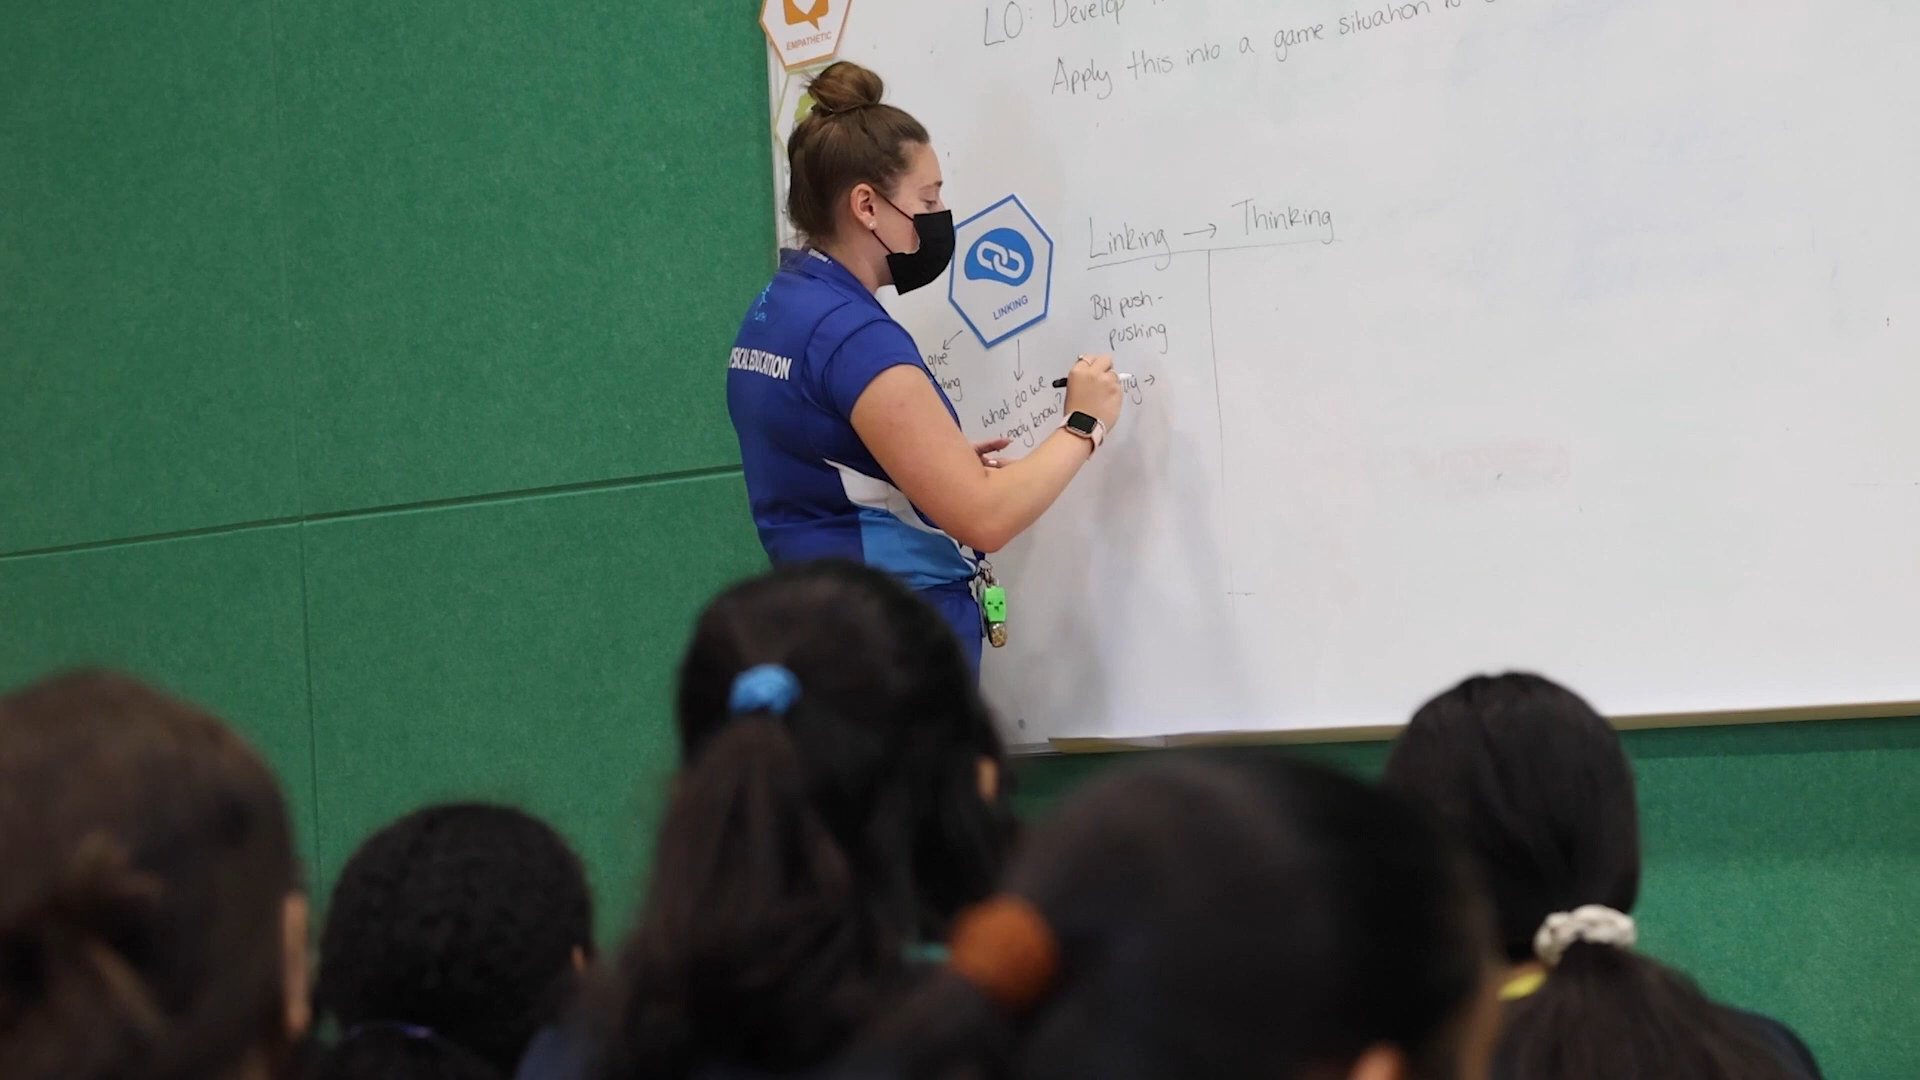 EMPATHETIC
LO: Develop
Apply this into a game situation to
Linking → Thinking
LINKING
BH push -
pushing
give
what do we
know?
PHYSICAL EDUCATION